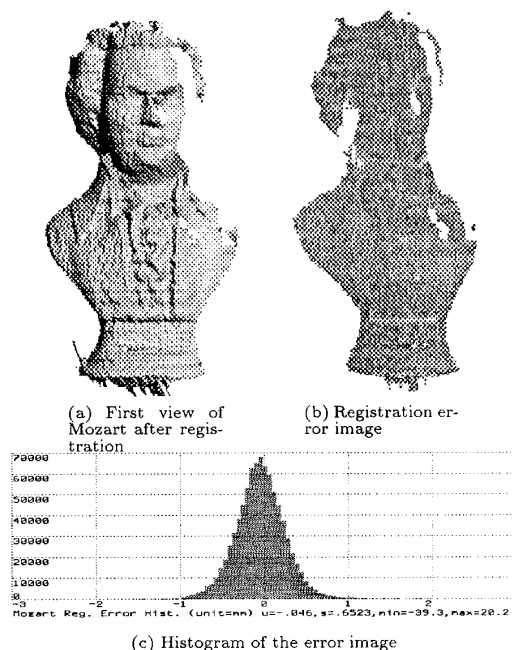 (a) First view of
Mozart after regis-
tration
(b) Registration er-
ror image
70000
60000
50000
40000
30000
20000
10000
0
-3 -2 -1 0 1 2
Mozart Reg. Error Hist. (unit=mm) u=-.046,s=.6523,min=-39.3,max=20.2
(c) Histogram of the error image